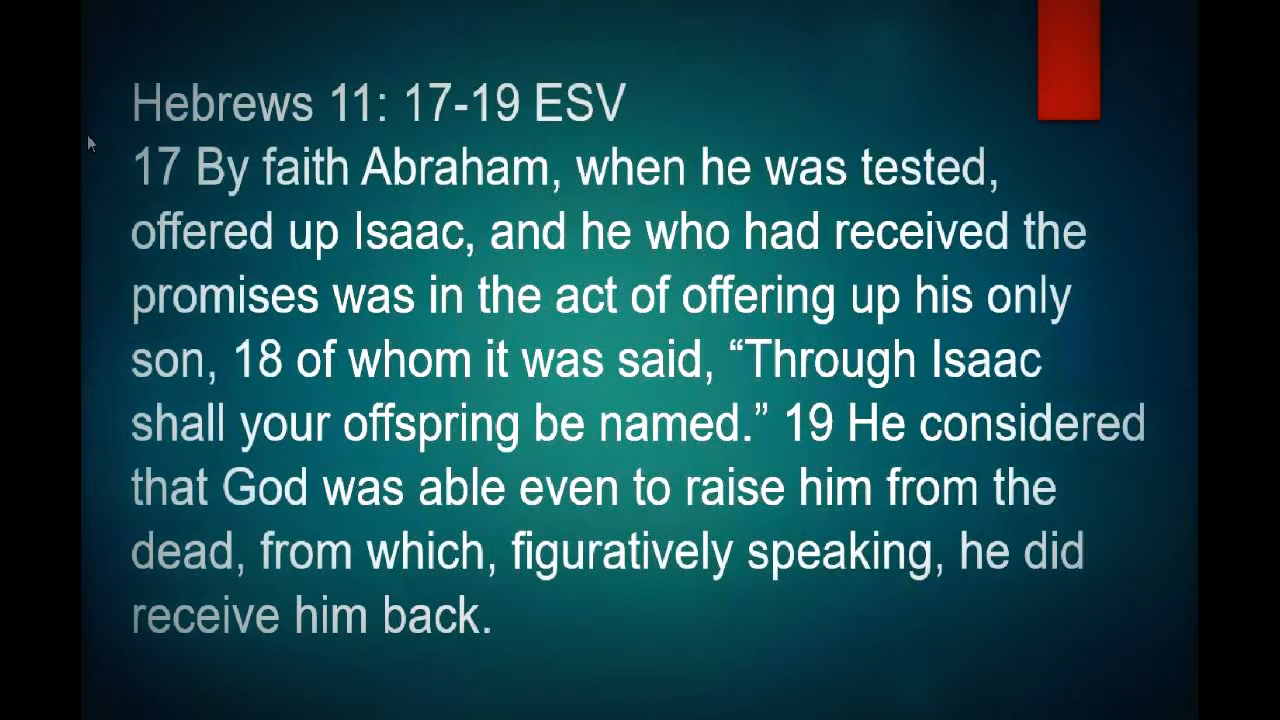 Hebrews 11: 17-19 ESV
17 By faith Abraham, when he was tested,
offered up Isaac, and he who had received the
promises was in the act of offering up his only
son, 18 of whom it was said, “Through Isaac
shall your offspring be named.” 19 He considered
that God was able even to raise him from the
dead, from which, figuratively speaking, he did
receive him back.